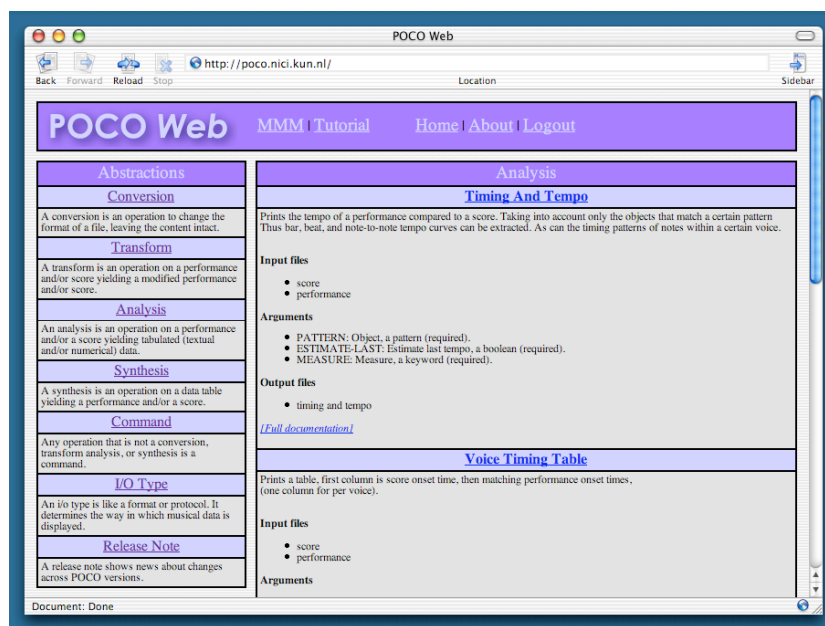 POCO Web
http://poco.nici.kun.nl/
Back Forward Reload Stop Location Sidebar
POCO Web MMM | Tutorial Home | About | Logout
Abstractions
Conversion
A conversion is an operation to change the
format of a file, leaving the content intact.
Transform
A transform is an operation on a performance
and/or score yielding a modified performance
and/or score.
Analysis
An analysis is an operation on a performance
and/or a score yielding tabulated (textual
and/or numerical) data.
Synthesis
A synthesis is an operation on a data table
yielding a performance and/or a score.
Command
Any operation that is not a conversion,
transform analysis, or synthesis is a
command.
I/O Type
An i/o type is like a format or protocol. It
determines the way in which musical data is
displayed.
Release Note
A release note shows news about changes
across POCO versions.
Analysis
Timing And Tempo
Prints the tempo of a performance compared to a score. Taking into account only the objects that match a certain pattern
Thus bar, beat, and note-to-note tempo curves can be extracted. As can the timing patterns of notes within a certain voice.
Input files
• score
• performance
Arguments
• PATTERN: Object, a pattern (required).
• ESTIMATE-LAST: Estimate last tempo, a boolean (required).
• MEASURE: Measure, a keyword (required).
Output files
• timing and tempo
[Full documentation]
Voice Timing Table
Prints a table, first column is score onset time, then matching performance onset times,
(one column for per voice).
Input files
• score
• performance
Arguments
Document: Done